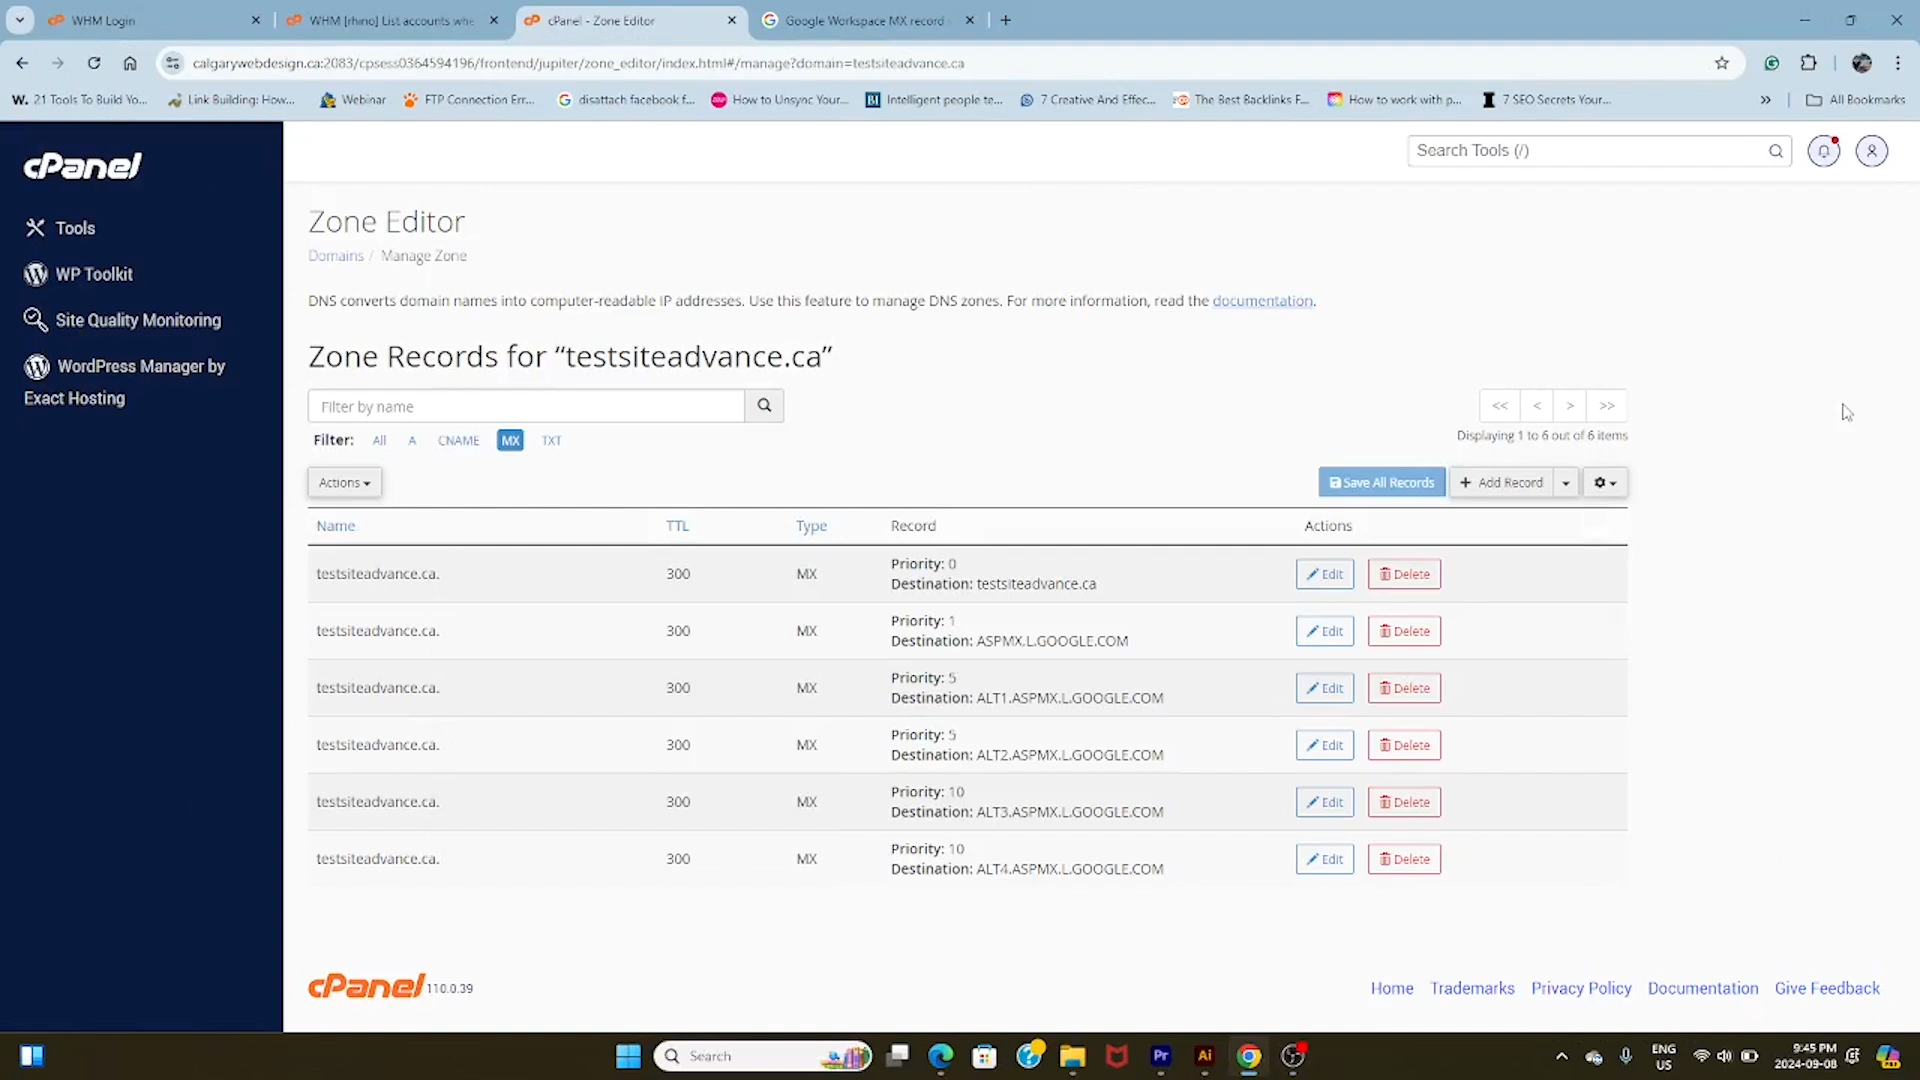 WHM Login
WHM [rhino] List accounts whe
cPanel - Zone Editor
Google Workspace MX record
calgarywebdesign.ca:2083/cpsess0364594196/frontend/jupiter/zone_editor/index.html#/manage?domain=testsiteadvance.ca
W. 21 Tools To Build Yo...
Link Building: How...
Webinar
FTP Connection Err...
disattach facebook f...
How to Unsync Your...
Intelligent people te...
7 Creative And Effec...
The Best Backlinks F...
How to work with p...
7 SEO Secrets Your...
»
All Bookmarks
cPanel
Search Tools (/)
Tools
WP Toolkit
Site Quality Monitoring
WordPress Manager by
Exact Hosting
Zone Editor
Domains / Manage Zone
DNS converts domain names into computer-readable IP addresses. Use this feature to manage DNS zones. For more information, read the documentation.
Zone Records for “testsiteadvance.ca”
Filter by name
<< < > >>
Filter: All A CNAME MX TXT
Displaying 1 to 6 out of 6 items
Actions
Save All Records
+ Add Record
Name TTL Type Record Actions
testsiteadvance.ca. 300 MX Priority: 0
Destination: testsiteadvance.ca
Edit Delete
testsiteadvance.ca. 300 MX Priority: 1
Destination: ASPMX.L.GOOGLE.COM
Edit Delete
testsiteadvance.ca. 300 MX Priority: 5
Destination: ALT1.ASPMX.L.GOOGLE.COM
Edit Delete
testsiteadvance.ca. 300 MX Priority: 5
Destination: ALT2.ASPMX.L.GOOGLE.COM
Edit Delete
testsiteadvance.ca. 300 MX Priority: 10
Destination: ALT3.ASPMX.L.GOOGLE.COM
Edit Delete
testsiteadvance.ca. 300 MX Priority: 10
Destination: ALT4.ASPMX.L.GOOGLE.COM
Edit Delete
cPanel 110.0.39
Home Trademarks Privacy Policy Documentation Give Feedback
Search
Pr
Ai
ENG
US
9:45 PM
2024-09-08